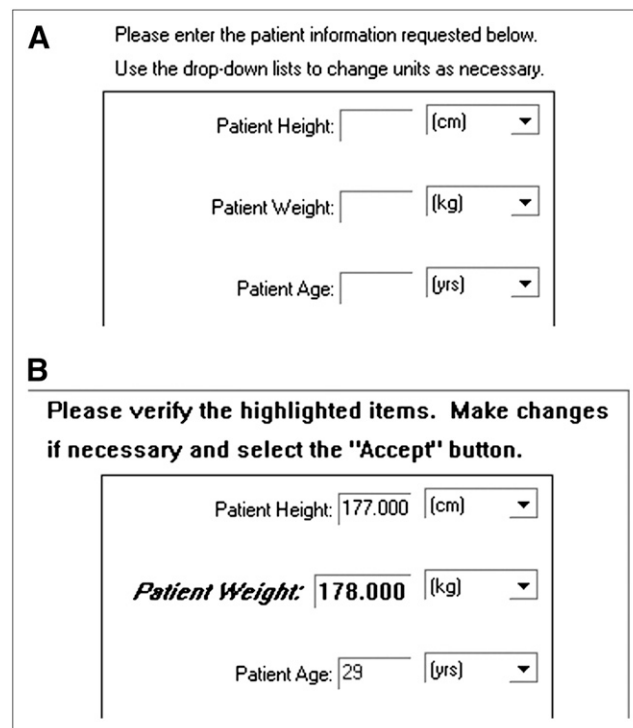 A
Please enter the patient information requested below.
Use the drop-down lists to change units as necessary.
Patient Height: (cm)
Patient Weight: (kg)
Patient Age: (yrs)
B
Please verify the highlighted items. Make changes
if necessary and select the "Accept" button.
Patient Height: 177.000 (cm)
Patient Weight: 178.000 (kg)
Patient Age: 29 (yrs)